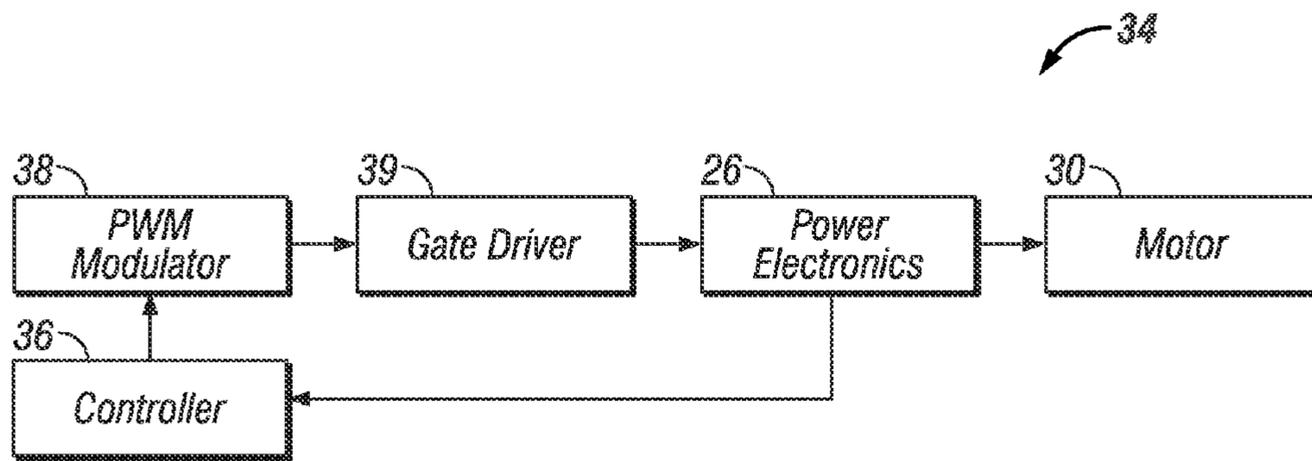 34
38
PWM
Modulator
39
Gate Driver
26
Power
Electronics
30
Motor
36
Controller